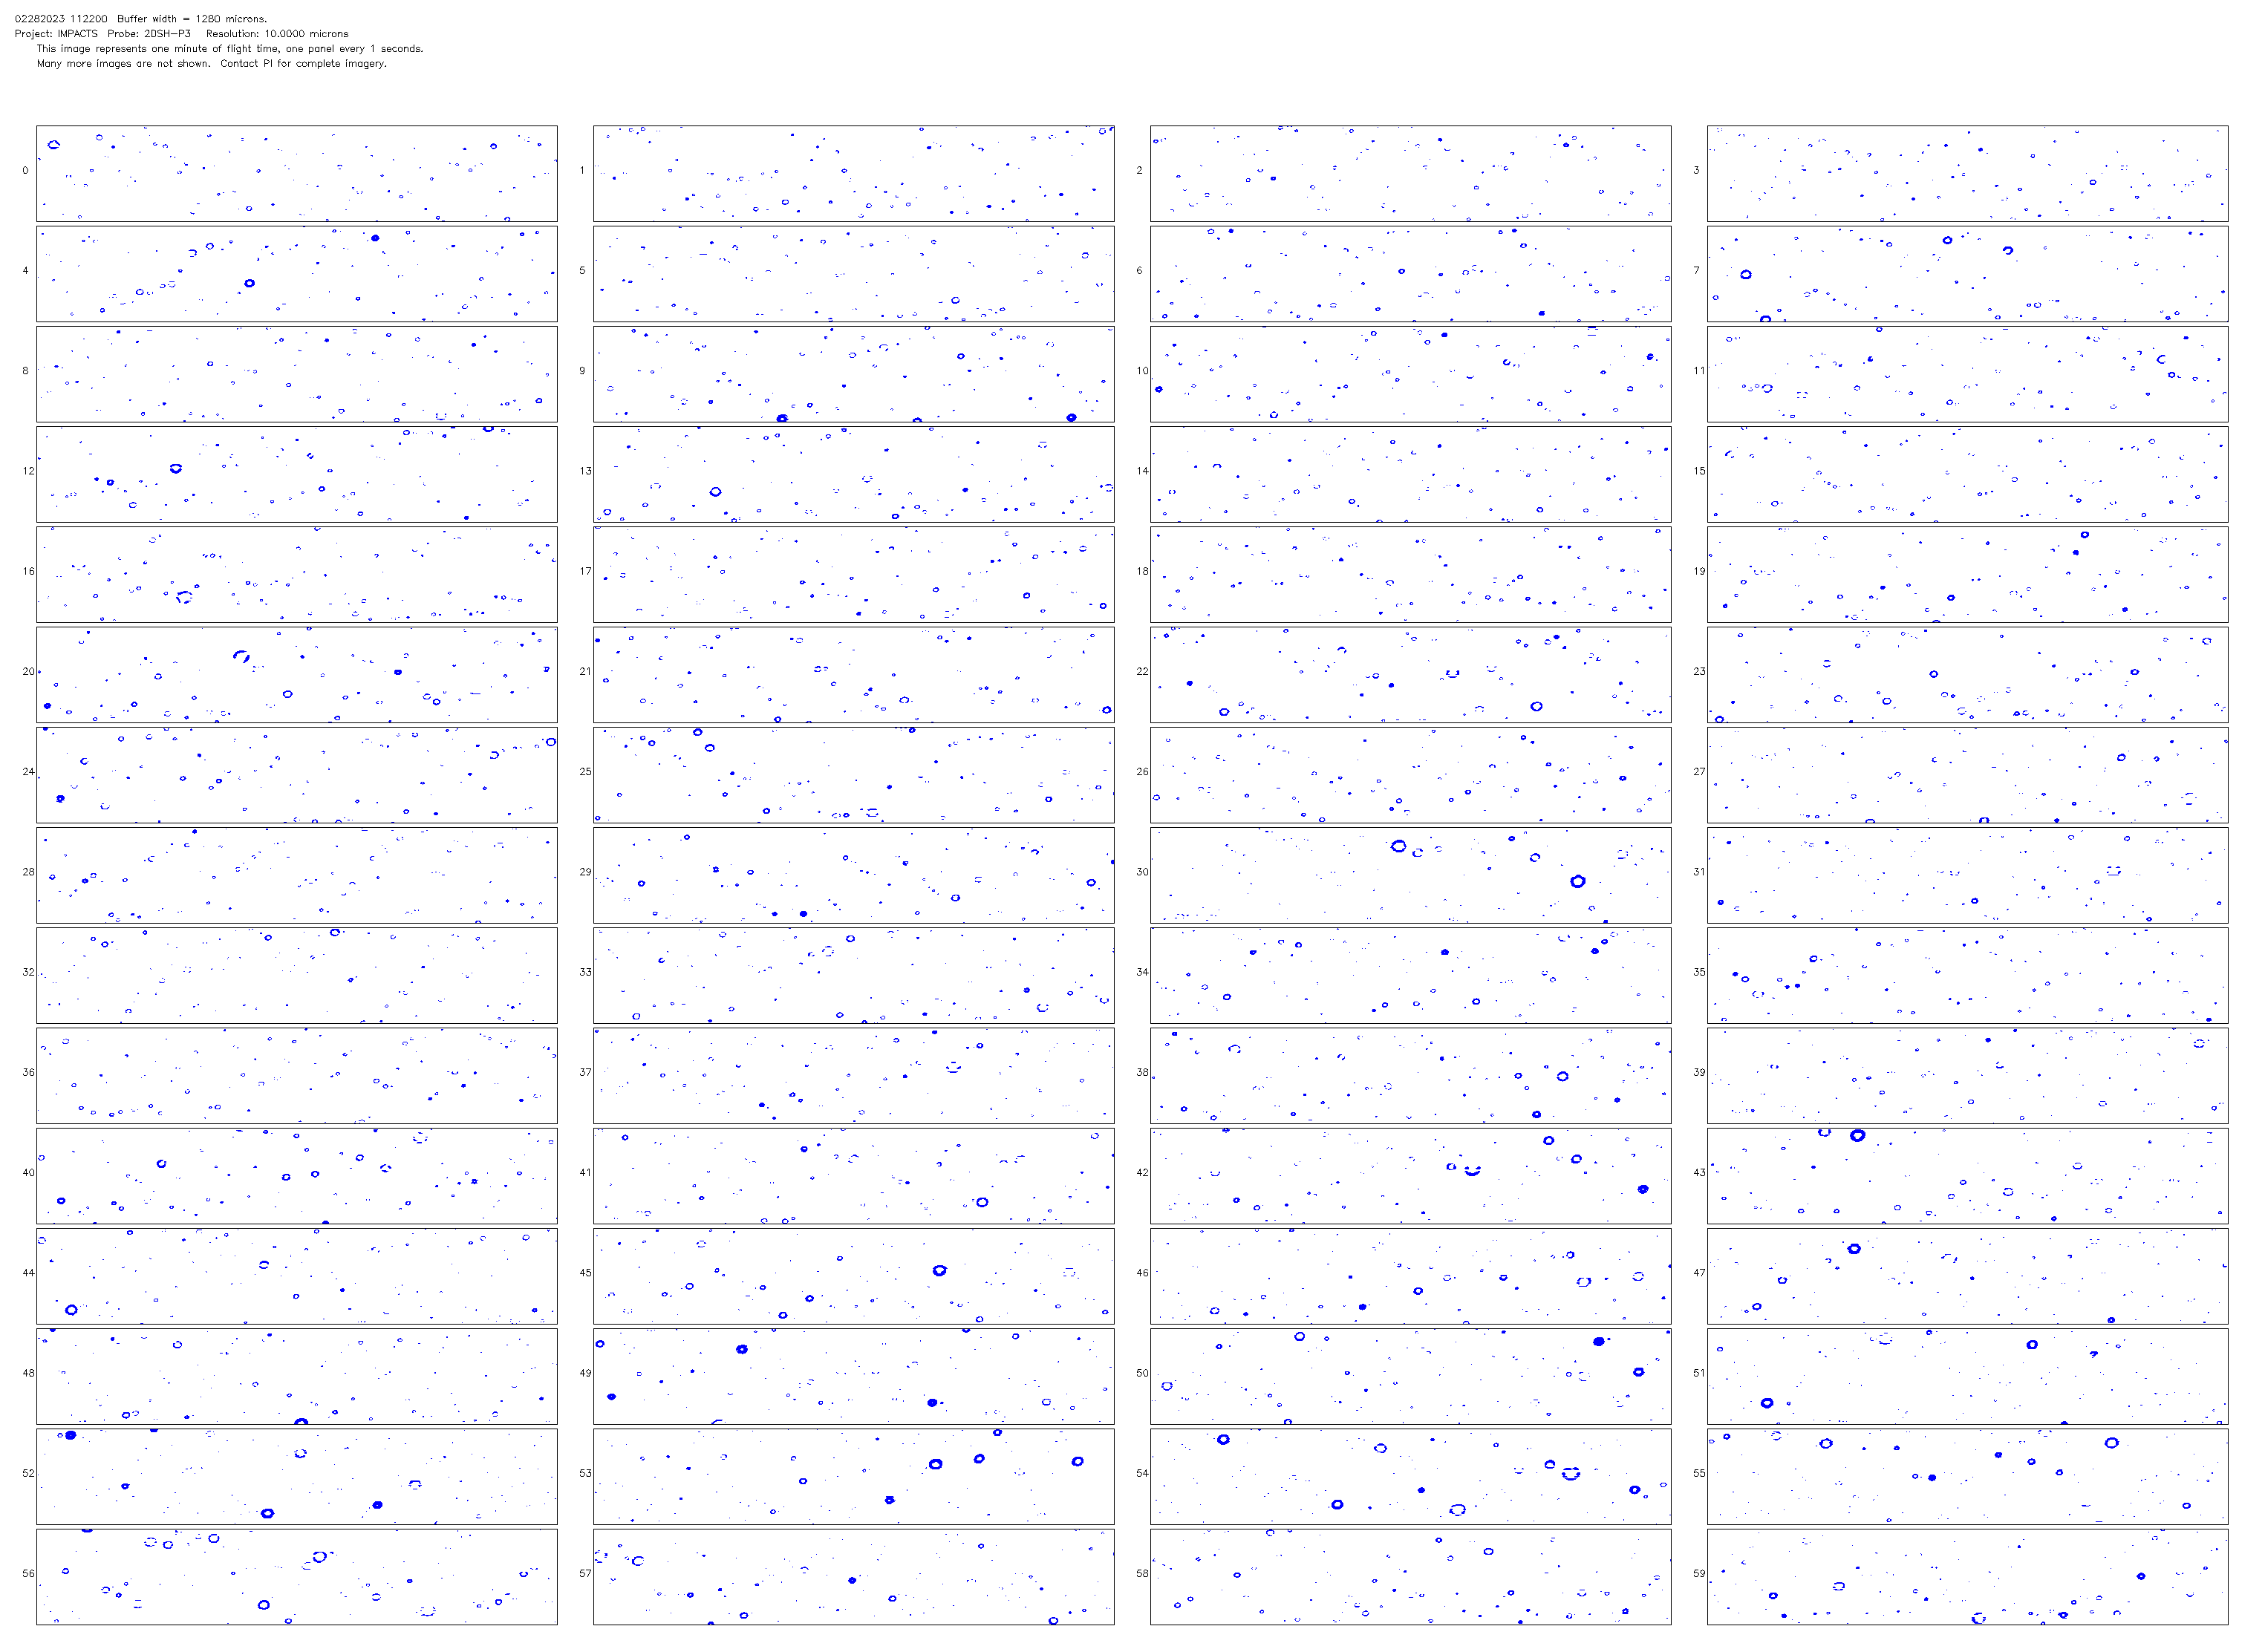 02282023 112200  Buffer width = 1280 microns.
Project: IMPACTS  Probe: 2DSH-P3   Resolution: 10.0000 microns
This image represents one minute of flight time, one panel every 1 seconds.
Many more images are not shown.  Contact PI for complete imagery.
0 1 2 3
4 5 6 7
8 9 10 11
12 13 14 15
16 17 18 19
20 21 22 23
24 25 26 27
28 29 30 31
32 33 34 35
36 37 38 39
40 41 42 43
44 45 46 47
48 49 50 51
52 53 54 55
56 57 58 59